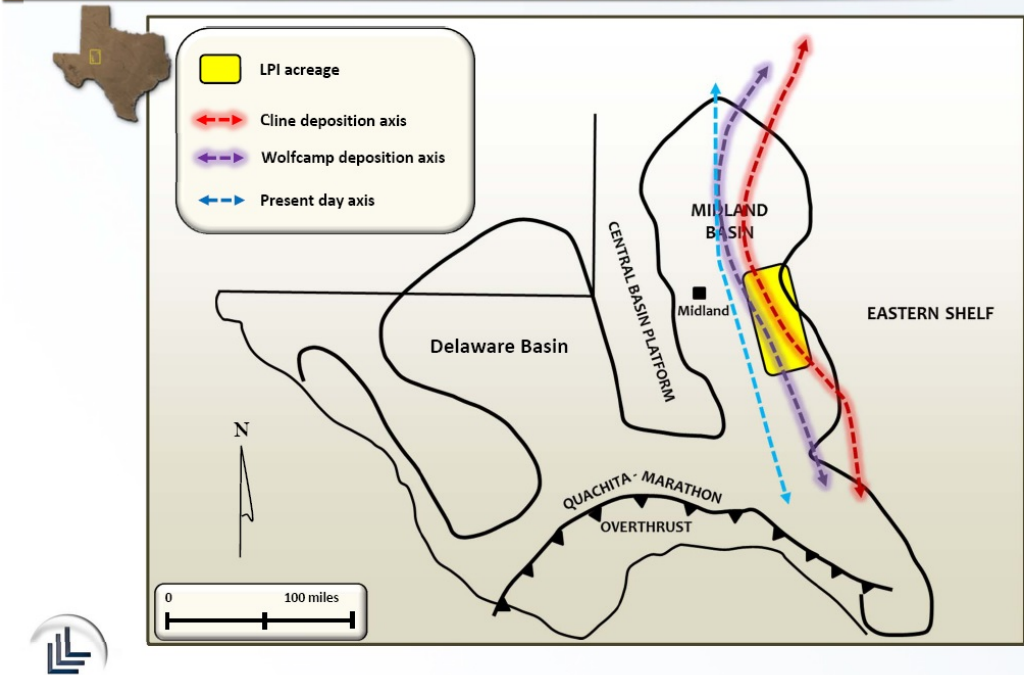 LPI acreage
Cline deposition axis
Wolfcamp deposition axis
Present day axis
MIDLAND
BASIN
CENTRAL BASIN PLATFORM
Midland
EASTERN SHELF
Delaware Basin
N
QUACHITA - MARATHON
OVERTHRUST
0 100 miles